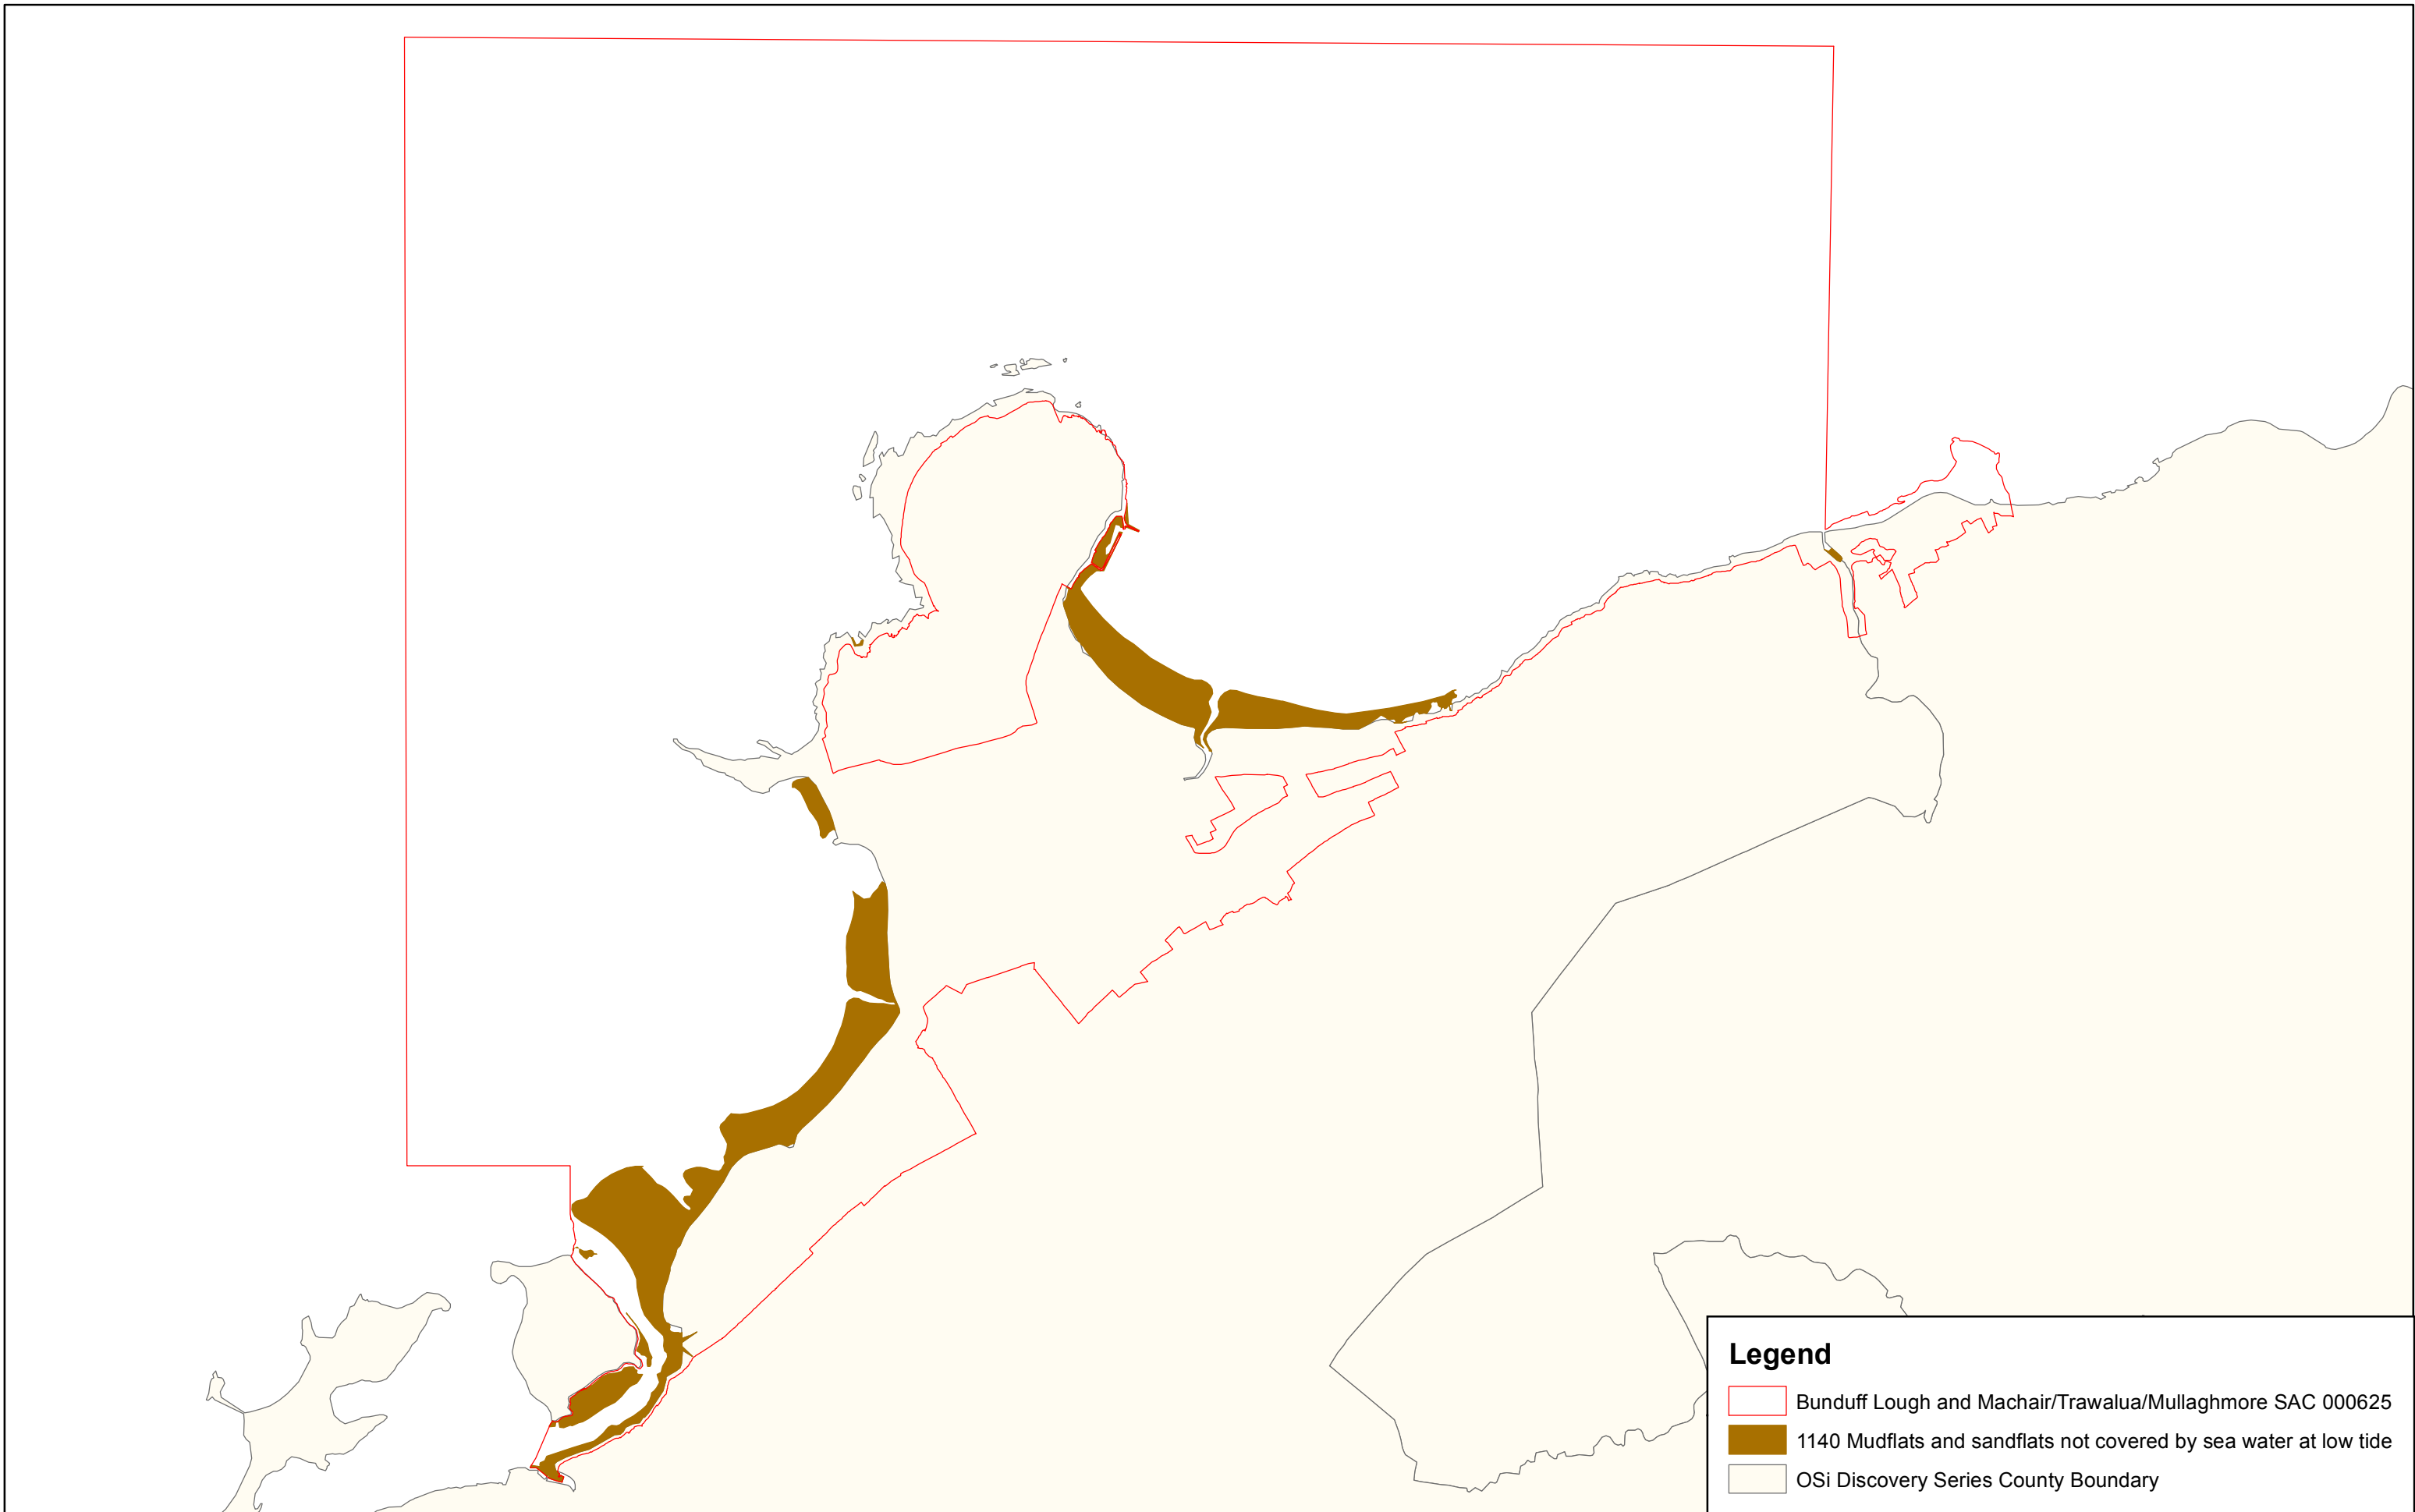 Legend
Bunduff Lough and Machair/Trawalua/Mullaghmore SAC 000625
1140 Mudflats and sandflats not covered by sea water at low tide
OSi Discovery Series County Boundary